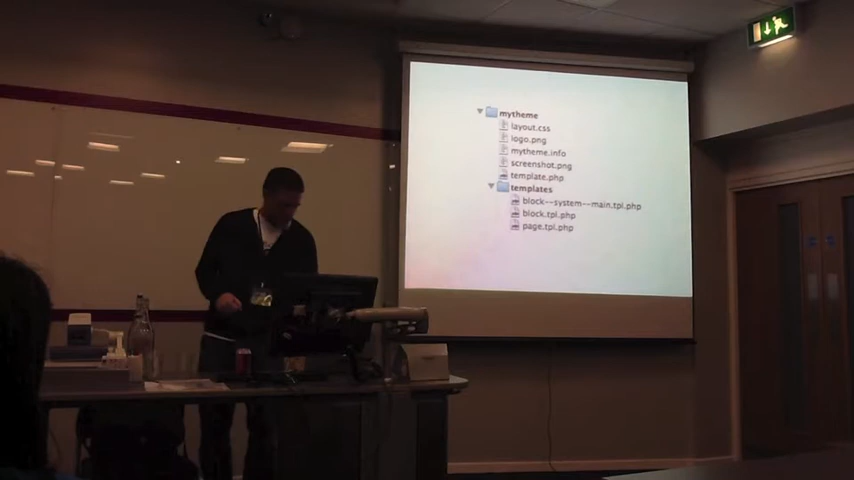 mytheme
layout.css
logo.png
mytheme.info
screenshot.png
template.php
templates
block--system--main.tpl.php
block.tpl.php
page.tpl.php